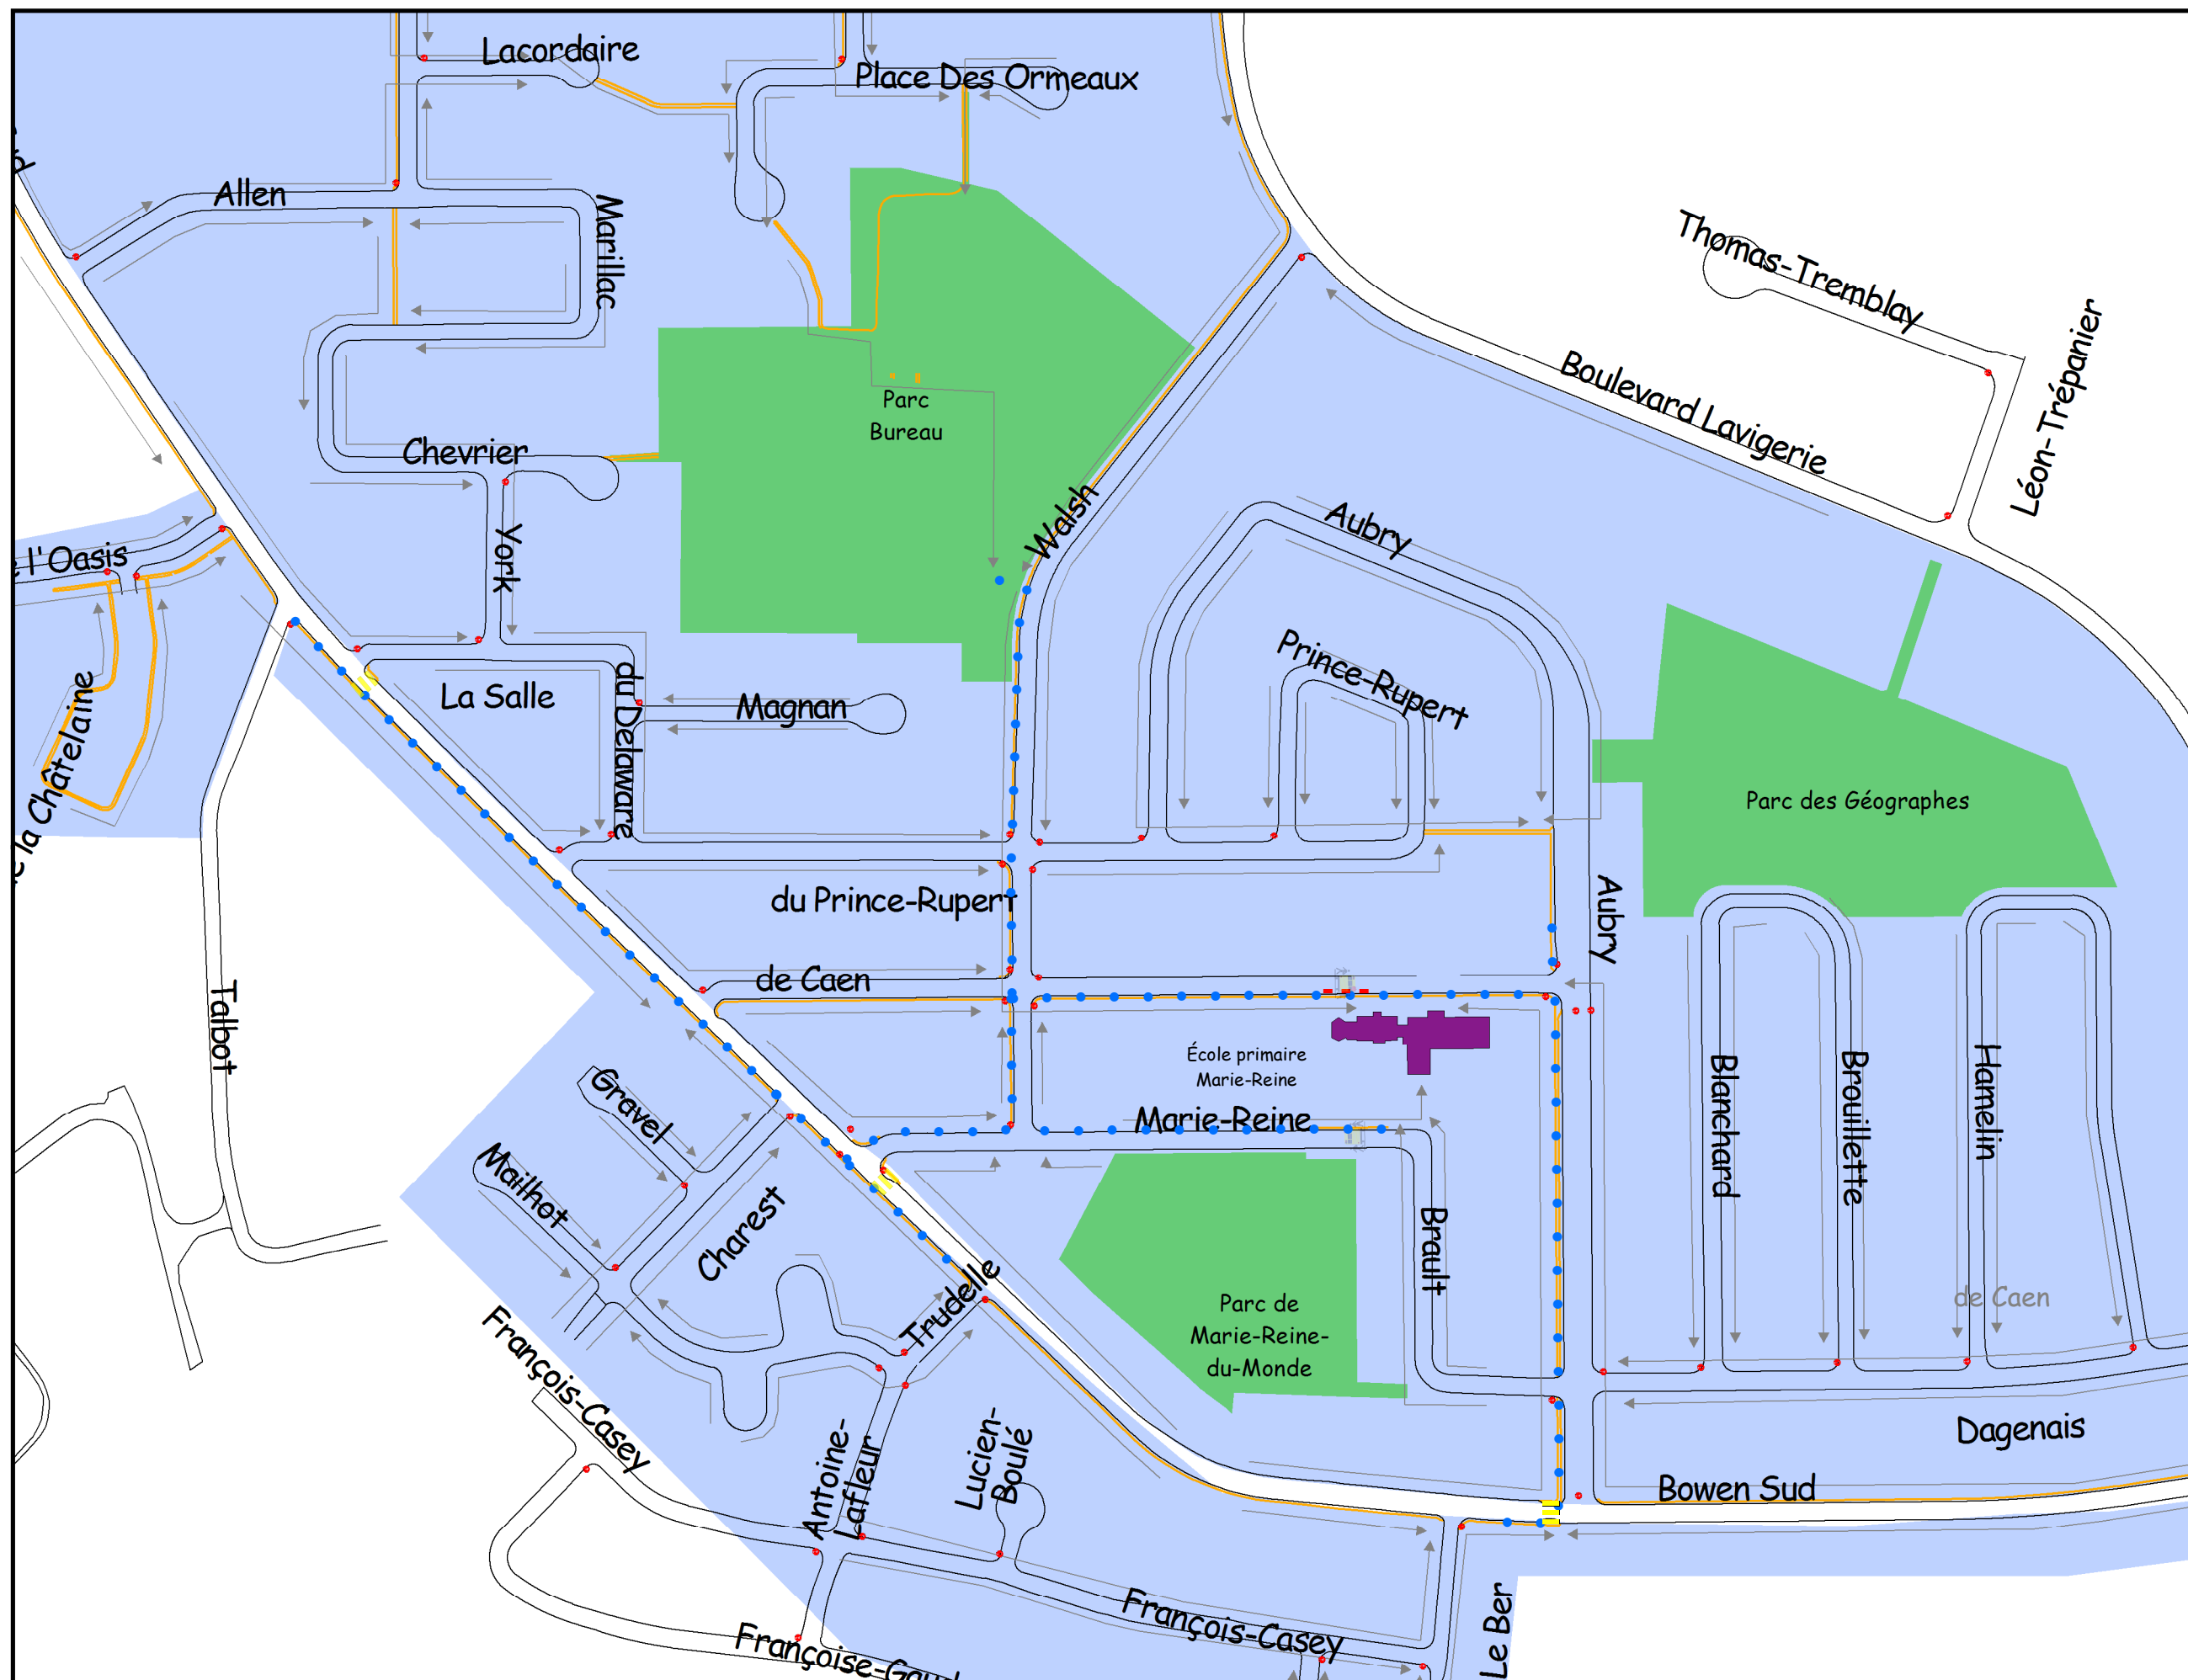 Lacordaire
Place Des Ormeaux
Allen
Marillac
Thomas-Tremblay
Léon-Trépanier
Boulevard Lavigerie
Parc
Bureau
Chevrier
York
Walsh
Aubry
l'Oasis
Prince-Rupert
La Salle
du Delaware
Magnan
la Châtelaine
Parc des Géographes
du Prince-Rupert
Aubry
de Caen
Talbot
École primaire
Marie-Reine
Gravel
Marie-Reine
Blanchard
Brouillette
Hamelin
Mailhot
Charest
Brault
Trudelle
Parc de
Marie-Reine-
du-Monde
de Caen
François-Casey
Antoine-
Lafleur
Lucien-
Boulé
Dagenais
Bowen Sud
François-Casey
Le Ber